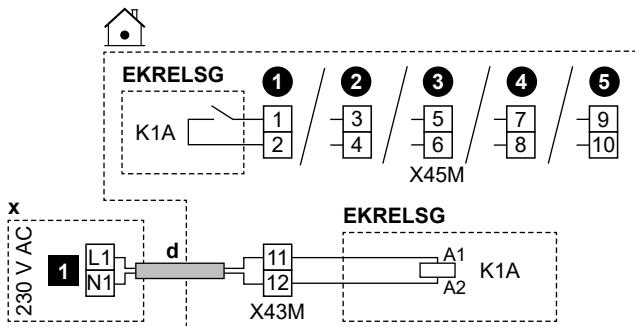 EKRELSG 1 2 3 4 5
K1A 1 3 5 7 9
2 4 6 8 10
X45M
x
EKRELSG
230 V AC 1 L1 d 11 A1 K1A
N1 12 A2
X43M